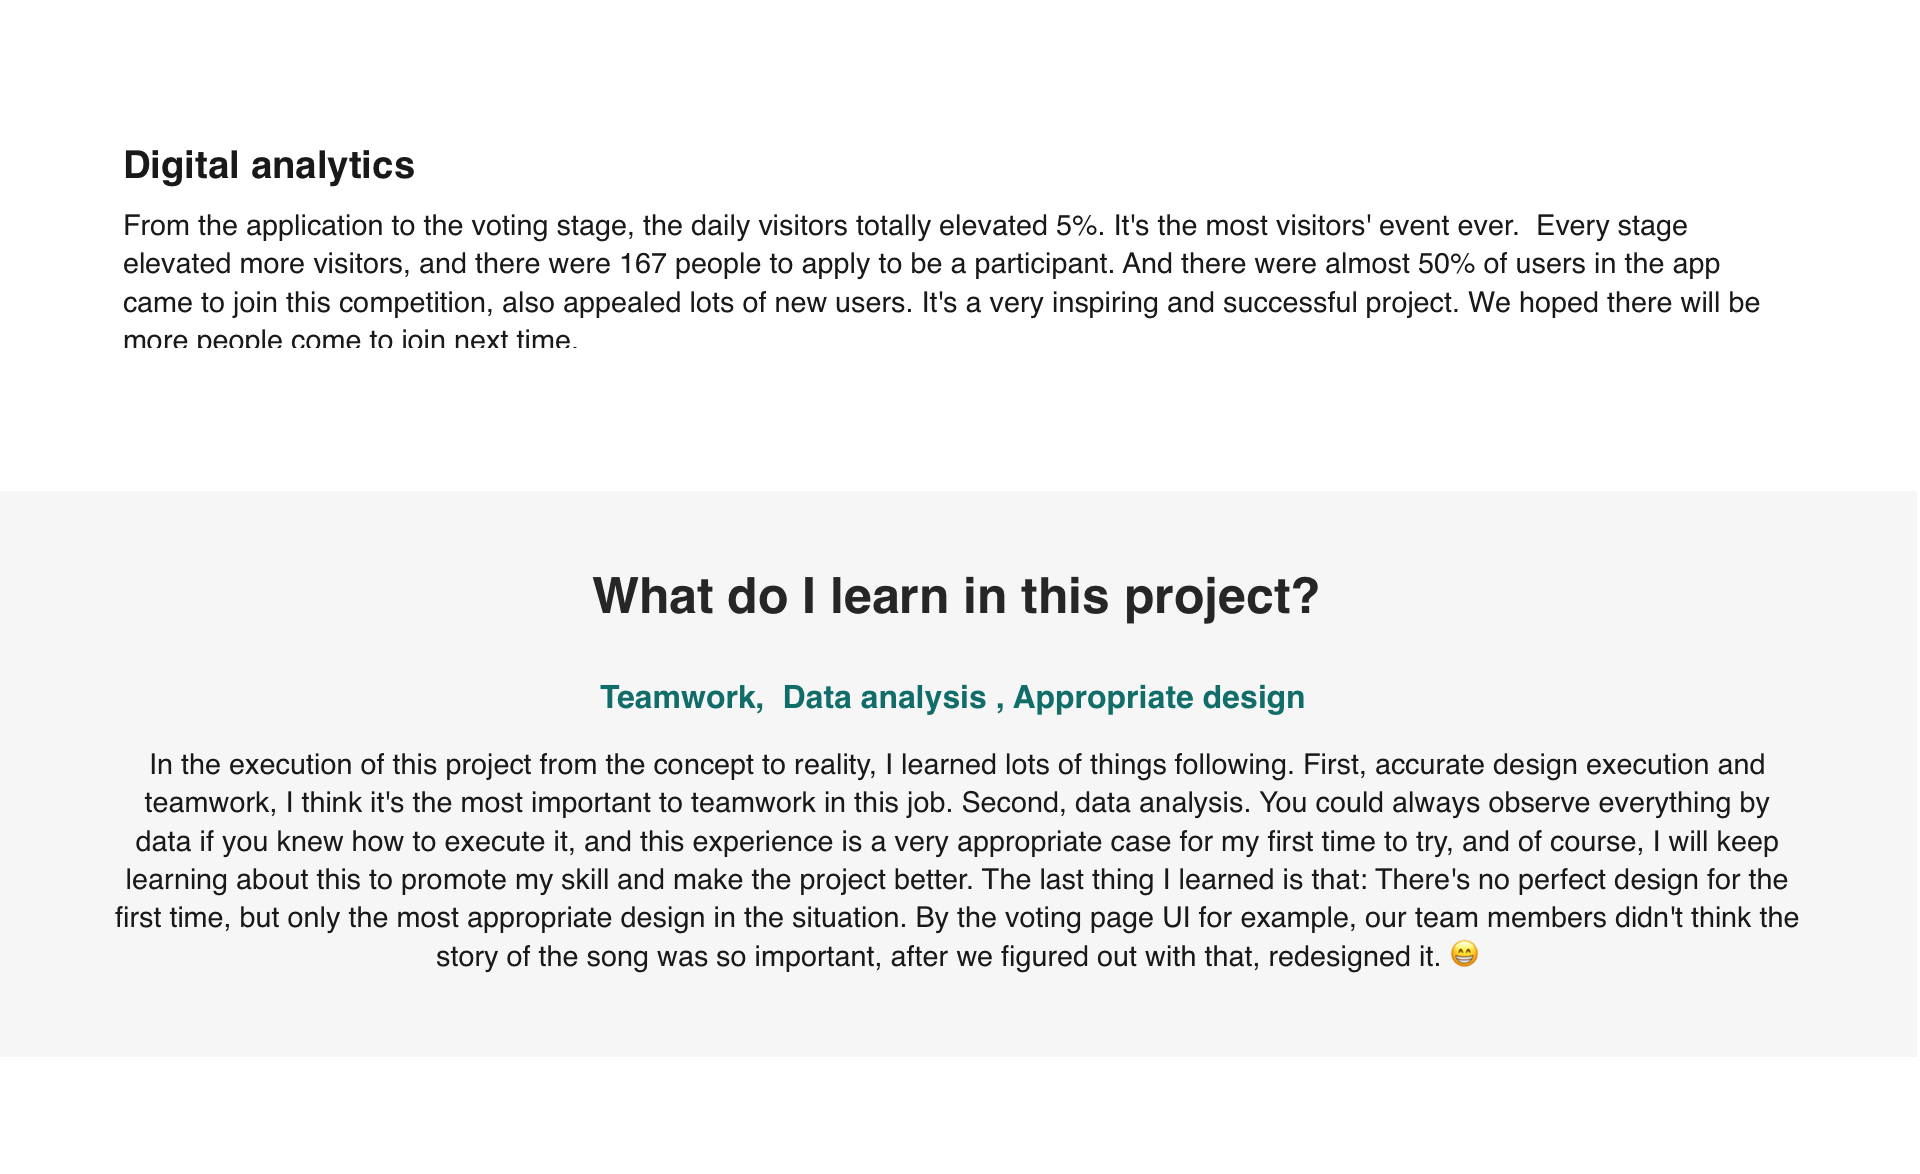 Digital analytics
From the application to the voting stage, the daily visitors totally elevated 5%. It's the most visitors' event ever.  Every stage
elevated more visitors, and there were 167 people to apply to be a participant. And there were almost 50% of users in the app
came to join this competition, also appealed lots of new users. It's a very inspiring and successful project. We hoped there will be
more people come to join next time.
What do I learn in this project?
Teamwork,  Data analysis , Appropriate design
In the execution of this project from the concept to reality, I learned lots of things following. First, accurate design execution and
teamwork, I think it's the most important to teamwork in this job. Second, data analysis. You could always observe everything by
data if you knew how to execute it, and this experience is a very appropriate case for my first time to try, and of course, I will keep
learning about this to promote my skill and make the project better. The last thing I learned is that: There's no perfect design for the
first time, but only the most appropriate design in the situation. By the voting page UI for example, our team members didn't think the
story of the song was so important, after we figured out with that, redesigned it. 😁